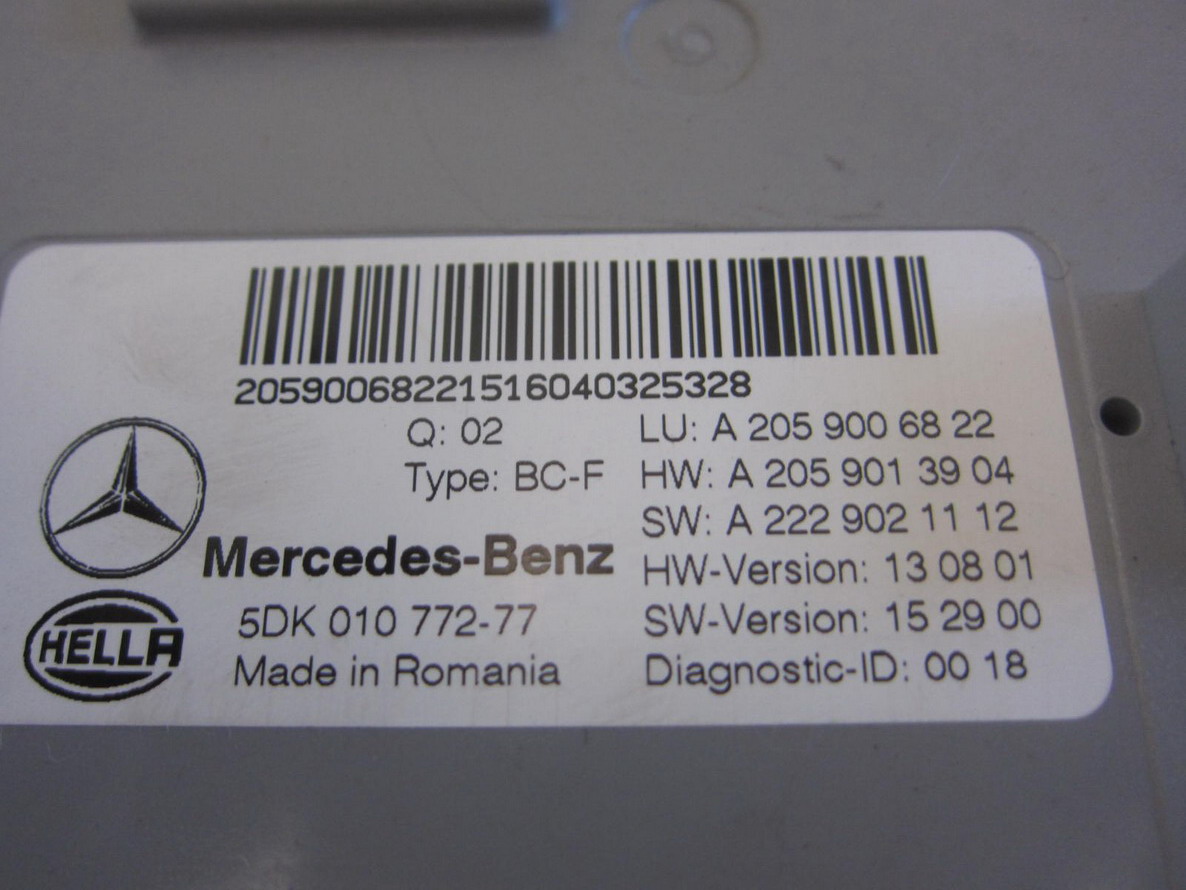 20590068221516040325328
Q: 02
LU: A 205 900 68 22
Type: BC-F
HW: A 205 901 39 04
SW: A 222 902 11 12
Mercedes-Benz
HW-Version: 13 08 01
HELLA
5DK 010 772-77
SW-Version: 15 29 00
Made in Romania
Diagnostic-ID: 00 18